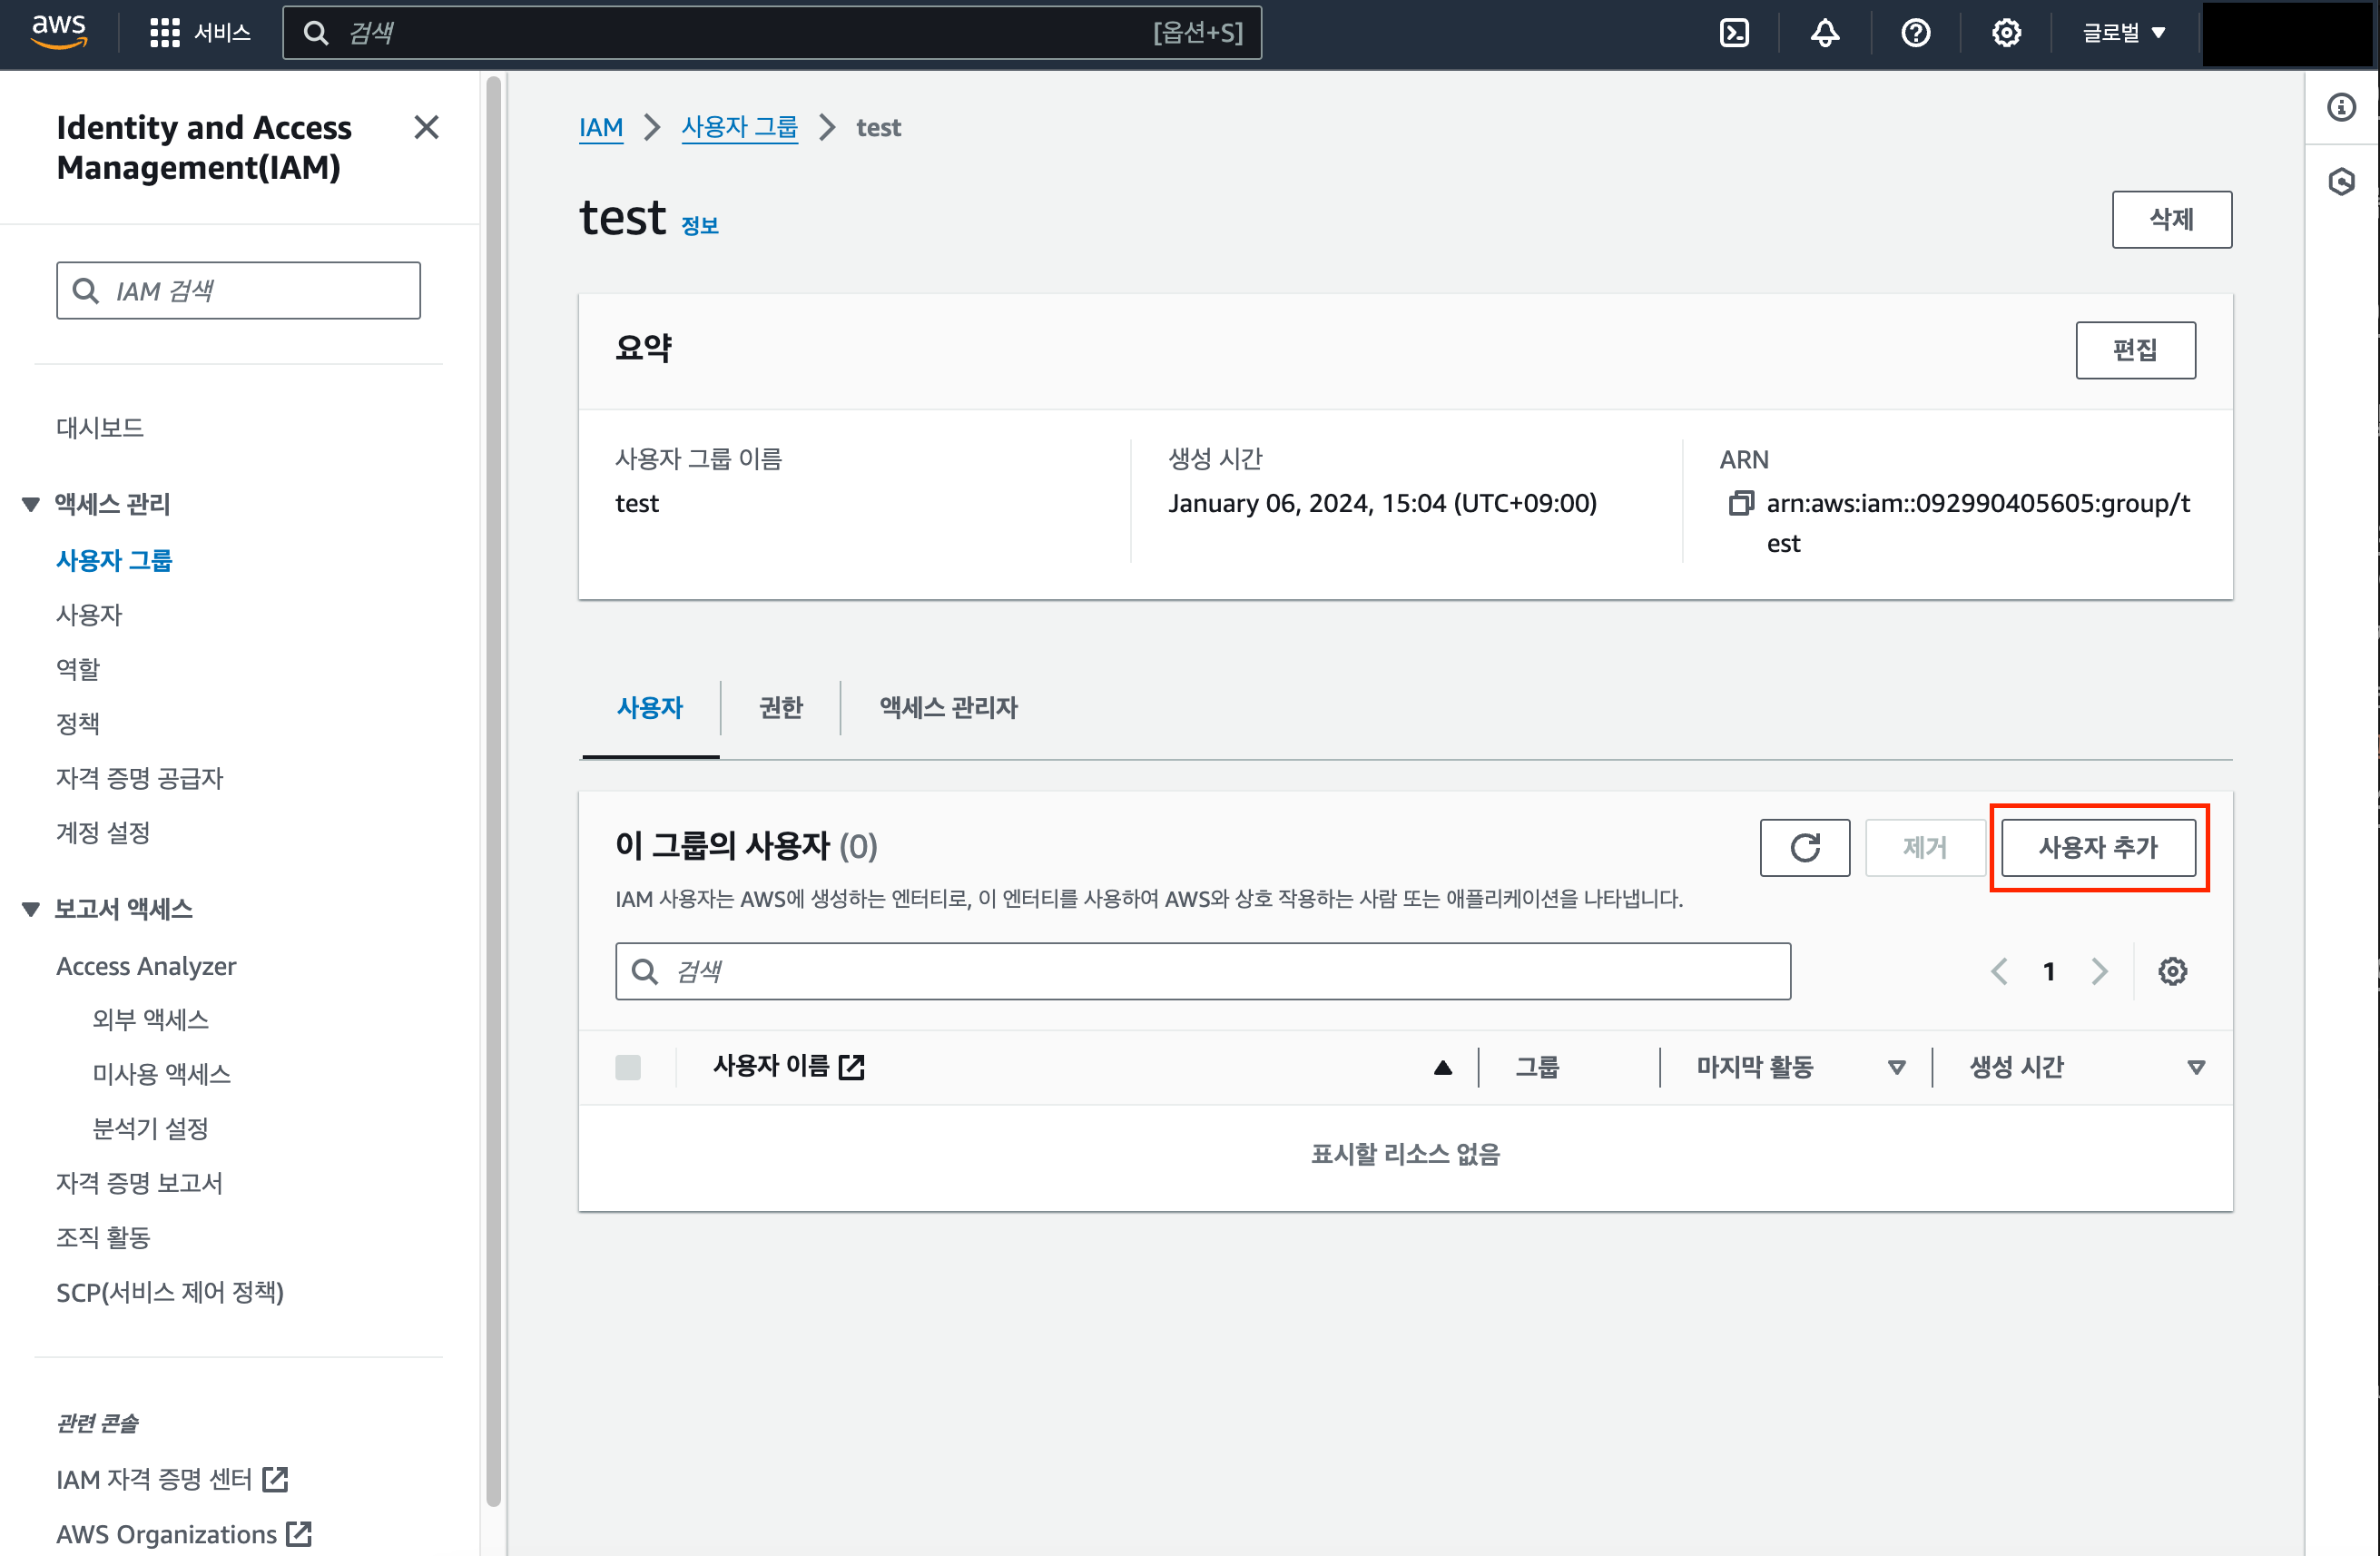 aws
서비스
검색
[옵션+S]
글로벌
Identity and Access
Management(IAM)
IAM 검색
대시보드
액세스 관리
사용자 그룹
사용자
역할
정책
자격 증명 공급자
계정 설정
보고서 액세스
Access Analyzer
외부 액세스
미사용 액세스
분석기 설정
자격 증명 보고서
조직 활동
SCP(서비스 제어 정책)
관련 콘솔
IAM 자격 증명 센터
AWS Organizations
IAM 사용자 그룹 test
test 정보
삭제
요약
편집
사용자 그룹 이름
test
생성 시간
January 06, 2024, 15:04 (UTC+09:00)
ARN
arn:aws:iam::092990405605:group/t
est
사용자 권한 액세스 관리자
이 그룹의 사용자 (0)
제거
사용자 추가
IAM 사용자는 AWS에 생성하는 엔터티로, 이 엔터티를 사용하여 AWS와 상호 작용하는 사람 또는 애플리케이션을 나타냅니다.
검색
1
사용자 이름 그룹 마지막 활동 생성 시간
표시할 리소스 없음